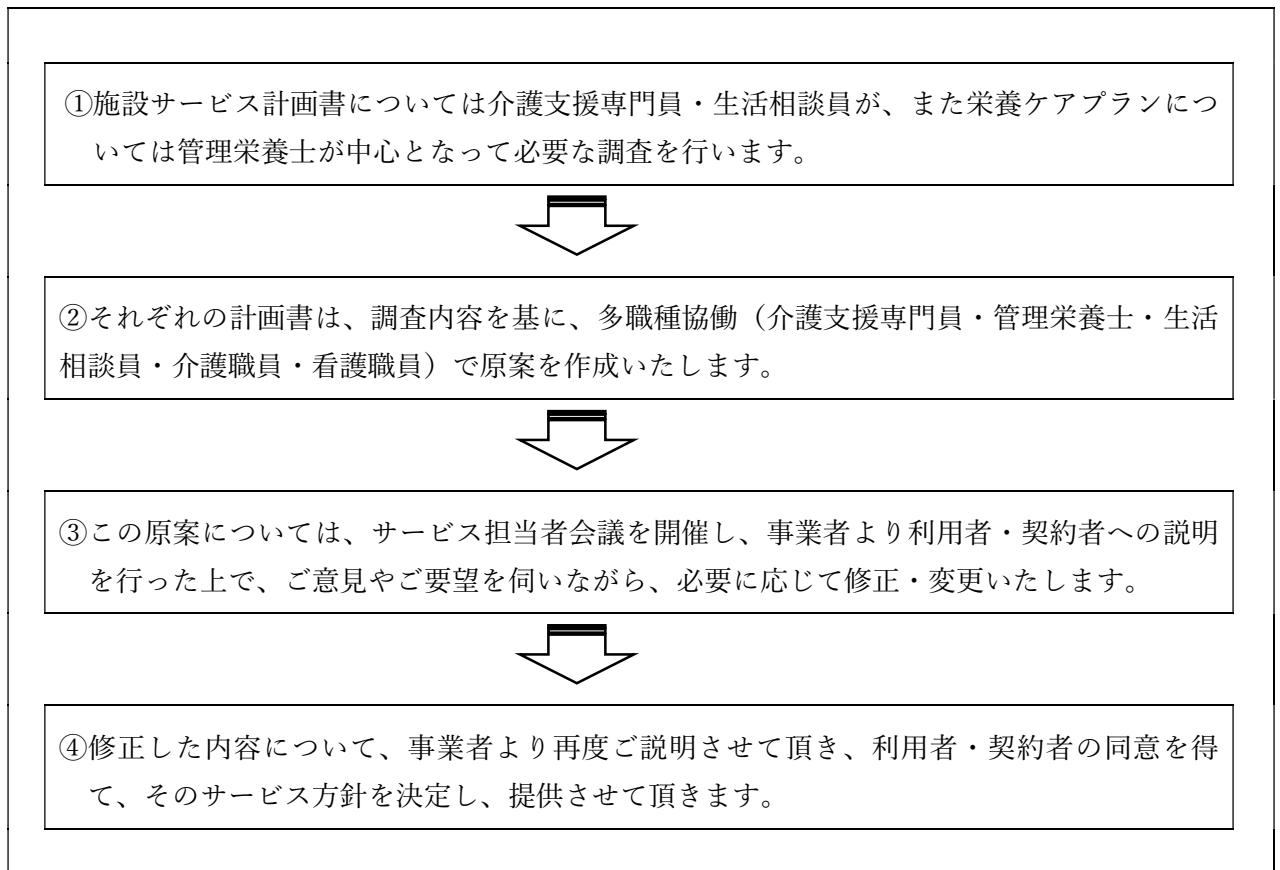 ①施設サービス計画書については介護支援専門員・生活相談員が、また栄養ケアプランにつ
いては管理栄養士が中心となって必要な調査を行います。
②それぞれの計画書は、調査内容を基に、多職種協働（介護支援専門員・管理栄養士・生活
相談員・介護職員・看護職員）で原案を作成いたします。
③この原案については、サービス担当者会議を開催し、事業者より利用者・契約者への説明
を行った上で、ご意見やご要望を伺いながら、必要に応じて修正・変更いたします。
④修正した内容について、事業者より再度ご説明させて頂き、利用者・契約者の同意を得
て、そのサービス方針を決定し、提供させて頂きます。